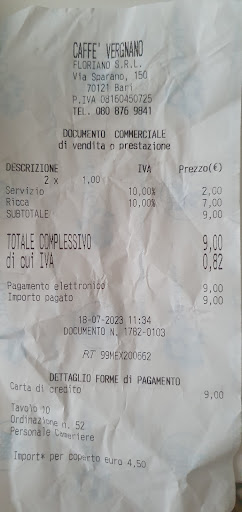 CAFFE' VERGNANO
FLORIANO S.R.L.
Via Sparano, 150
70121 Bari
P.IVA 08160450725
TEL. 080 876 9841
DOCUMENTO COMMERCIALE
di vendita o prestazione
DESCRIZIONE IVA Prezzo(€)
2 x 1,00
Servizio 10,00% 2,00
Ricca 10,00% 7,00
SUBTOTALE 9,00
TOTALE COMPLESSIVO 9,00
di cui IVA 0,82
Pagamento elettronico 9,00
Importo pagato 9,00
18-07-2023 11:34
DOCUMENTO N. 1782-0103
RT 99MEX200662
DETTAGLIO FORME di PAGAMENTO
Carta di credito 9,00
Tavolo 10
Ordinazione n. 52
Personale Cameriere
Import* per coperto euro 4,50